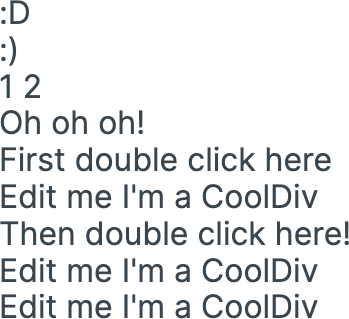 :D
:)
1 2
Oh oh oh!
First double click here
Edit me I'm a CoolDiv
Then double click here!
Edit me I'm a CoolDiv
Edit me I'm a CoolDiv